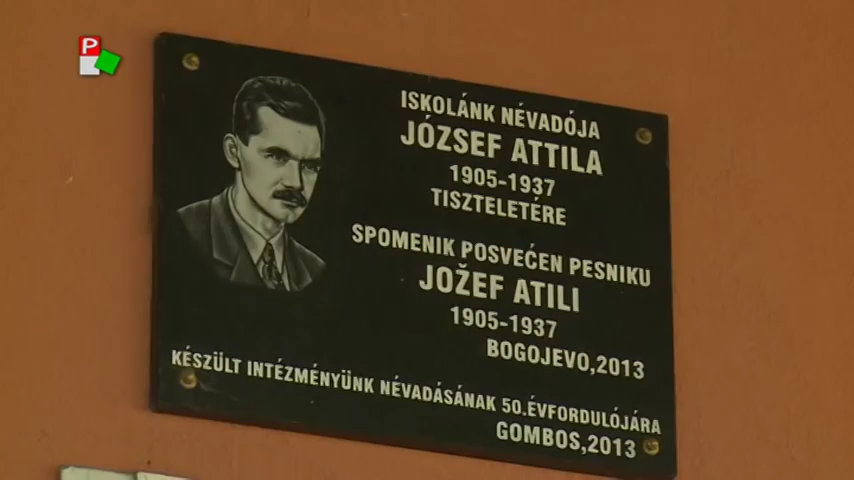 P
ISKOLÁNK NÉVADÓJA
JÓZSEF ATTILA
1905-1937
TISZTELETÉRE
SPOMENIK POSVEĆEN PESNIKU
JOŽEF ATILI
1905-1937
BOGOJEVO,2013
KÉSZÜLT INTÉZMÉNYÜNK NÉVADÁSÁNAK 50.ÉVFORDULÓJÁRA
GOMBOS,2013